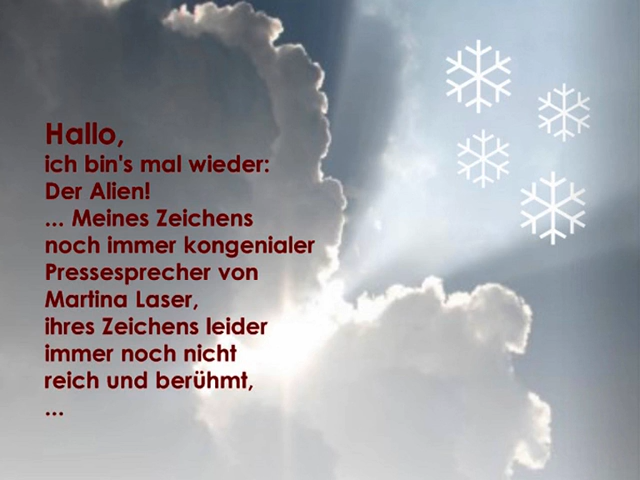 Hallo,
ich bin's mal wieder:
Der Alien!
... Meines Zeichens
noch immer kongenialer
Pressesprecher von
Martina Laser,
ihres Zeichens leider
immer noch nicht
reich und berühmt,
...